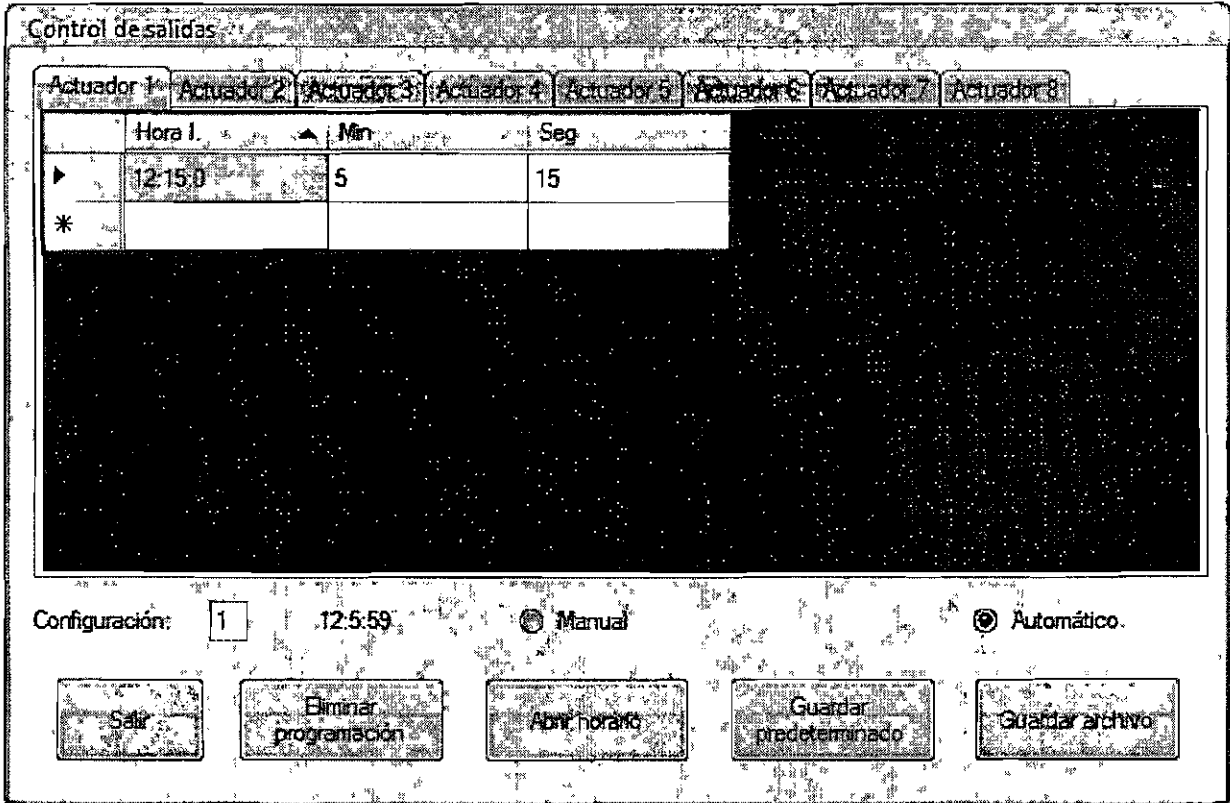 Control de salidas
Actuador 1 Actuador 2 Actuador 3 Actuador 4 Actuador 5 Actuador 6 Actuador 7 Actuador 8
Hora I. Min Seg
12:15:0 5 15
Configuración: 1 12:5:59 Manual Automático
Salir Eliminar programación Abrir horario Guardar predeterminado Guardar archivo